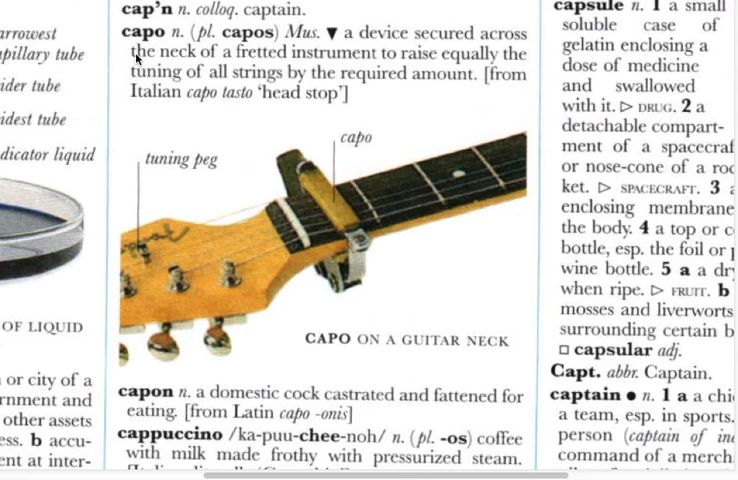 arrowest
apillary tube
ider tube
idest tube
dicator liquid
OF LIQUID
or city of a
rnment and
other assets
ess. b accu-
ent at inter-
cap'n n. colloq. captain.
capo n. (pl. capos) Mus. ▼ a device secured across
the neck of a fretted instrument to raise equally the
tuning of all strings by the required amount. [from
Italian capo tasto ‘head stop’]
capo
tuning peg
CAPO ON A GUITAR NECK
capon n. a domestic cock castrated and fattened for
eating. [from Latin capo -onis]
cappuccino /ka-puu-chee-noh/ n. (pl. -os) coffee
with milk made frothy with pressurized steam.
capsule n. 1 a small
soluble case of
gelatin enclosing a
dose of medicine
and swallowed
with it. ▷ DRUG. 2 a
detachable compart-
ment of a spacecraf
or nose-cone of a roc
ket. ▷ SPACECRAFT. 3 a
enclosing membrane
the body. 4 a top or c
bottle, esp. the foil or p
wine bottle. 5 a a dr
when ripe. ▷ FRUIT. b
mosses and liverworts
surrounding certain b
□ capsular adj.
Capt. abbr. Captain.
captain ● n. 1 a a chi
a team, esp. in sports.
person (captain of in
command of a merch